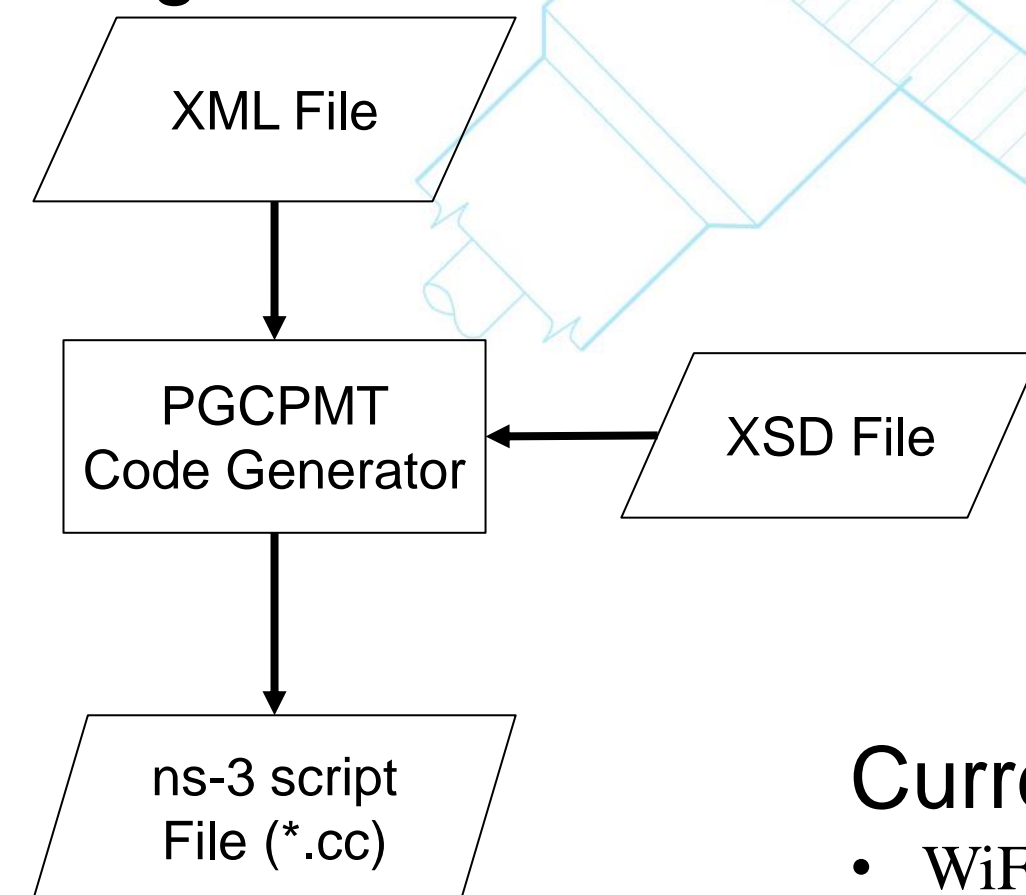 XML File
PGCPMT
Code Generator
XSD File
ns-3 script
File (*.cc)